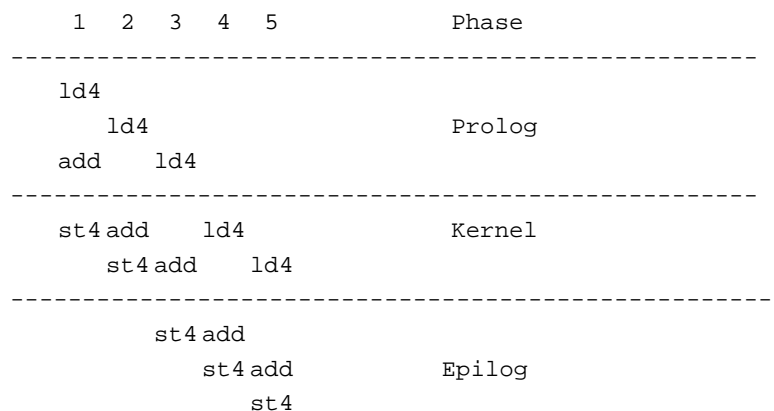 1 2 3 4 5 Phase
----------------------------------------------------
ld4
ld4 Prolog
add ld4
----------------------------------------------------
st4 add ld4 Kernel
st4 add ld4
-----------------------------------------------------
st4 add
st4 add Epilog
st4